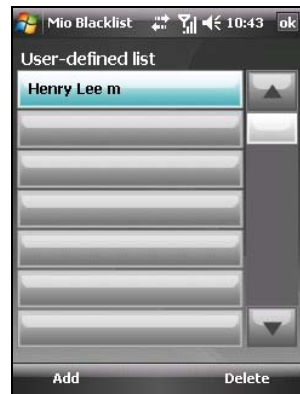 Mio Blacklist 10:43 ok
User-defined list
Henry Lee m
Add Delete